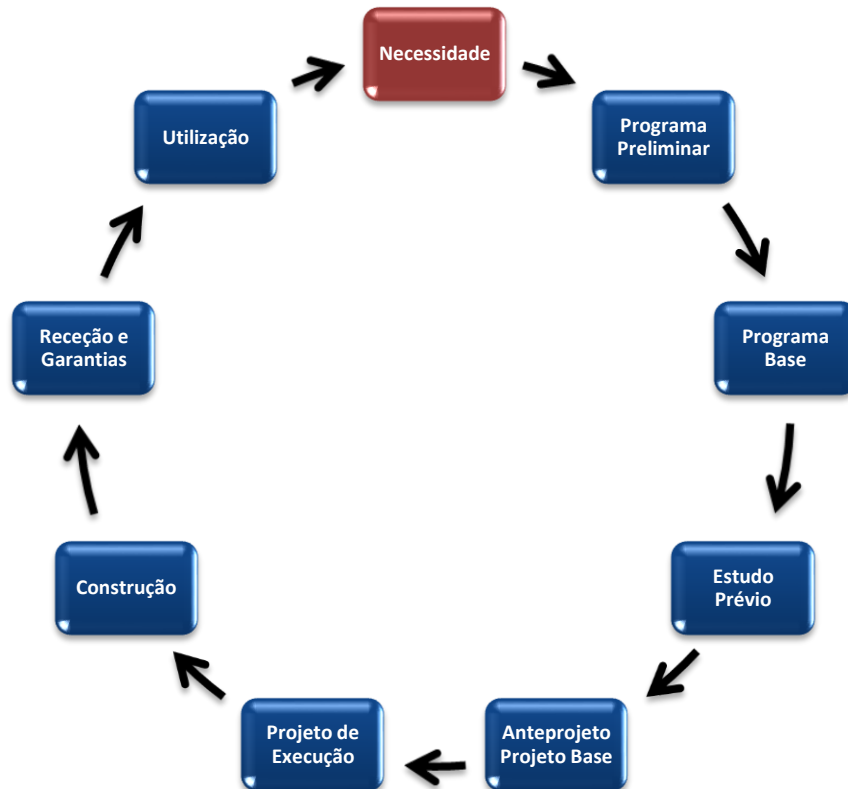 Necessidade
Programa
Preliminar
Programa
Base
Estudo
Prévio
Anteprojeto
Projeto Base
Projeto de
Execução
Construção
Receção e
Garantias
Utilização